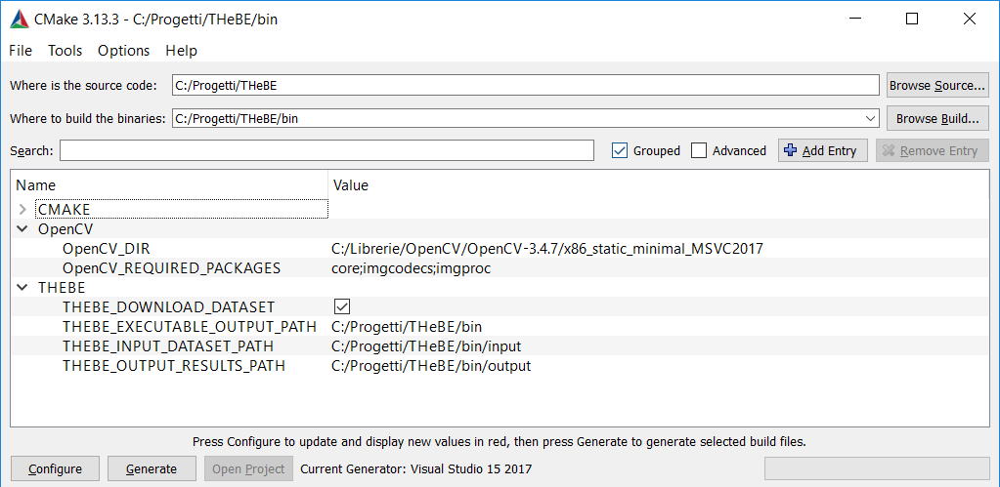 CMake 3.13.3 - C:/Progetti/THeBE/bin
File Tools Options Help
Where is the source code: C:/Progetti/THeBE Browse Source...
Where to build the binaries: C:/Progetti/THeBE/bin Browse Build...
Search: Grouped Advanced Add Entry Remove Entry
Name Value
CMAKE
OpenCV
OpenCV_DIR C:/Librerie/OpenCV/OpenCV-3.4.7/x86_static_minimal_MSVC2017
OpenCV_REQUIRED_PACKAGES core;imgcodecs;imgproc
THEBE
THEBE_DOWNLOAD_DATASET
THEBE_EXECUTABLE_OUTPUT_PATH C:/Progetti/THeBE/bin
THEBE_INPUT_DATASET_PATH C:/Progetti/THeBE/bin/input
THEBE_OUTPUT_RESULTS_PATH C:/Progetti/THeBE/bin/output
Press Configure to update and display new values in red, then press Generate to generate selected build files.
Configure Generate Open Project Current Generator: Visual Studio 15 2017